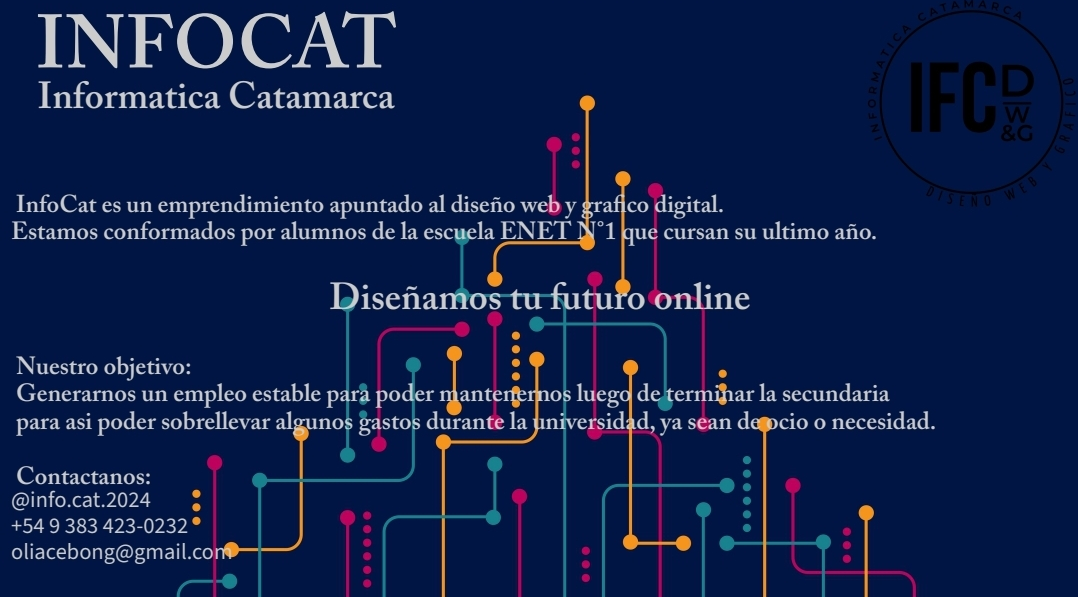 INFOCAT
Informatica Catamarca
INFORMATICA CATAMARCA
IFC D
W
&G
DISEÑO WEB Y GRAFICO
InfoCat es un emprendimiento apuntado al diseño web y grafico digital.
Estamos conformados por alumnos de la escuela ENET N°1 que cursan su ultimo año.
Diseñamos tu futuro online
Nuestro objetivo:
Generarnos un empleo estable para poder mantenernos luego de terminar la secundaria
para asi poder sobrellevar algunos gastos durante la universidad, ya sean de ocio o necesidad.
Contactanos:
@info.cat.2024
+54 9 383 423-0232
oliacebong@gmail.com